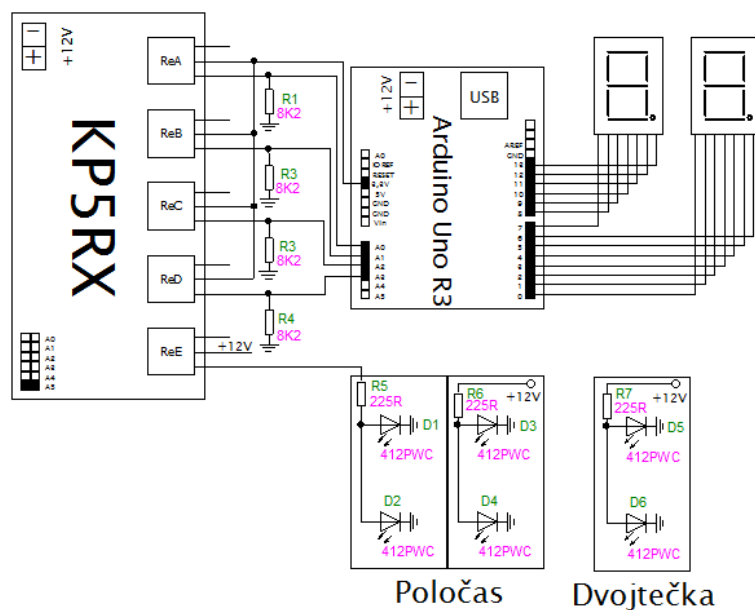 +12V
KP5RX
ReA
ReB
ReC
ReD
ReE
+12V
A0
A1
A2
A3
A4
A5
R1
8K2
R3
8K2
R3
8K2
R4
8K2
+12V
USB
Arduino Uno R3
A0
IOREF
RESET
3,3V
5V
GND
GND
Vin
A0
A1
A2
A3
A4
A5
AREF
GND
13
12
11
10
9
8
7
6
5
4
3
2
1
0
R5
225R
D1
412PWC
D2
412PWC
R6
225R
+12V
D3
412PWC
D4
412PWC
R7
225R
+12V
D5
412PWC
D6
412PWC
Poločas
Dvojtečka